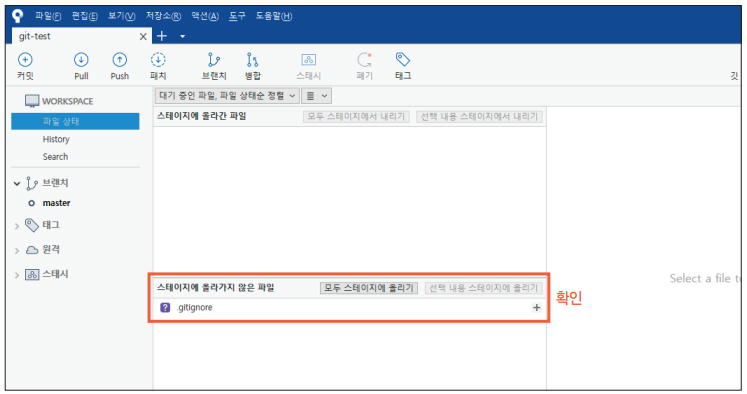 파일(F) 편집(E) 보기(V) 저장소(R) 액션(A) 도구 도움말(H)
git-test X + ▾
커밋 Pull Push 패치 브랜치 병합 스태시 폐기 태그 깃
WORKSPACE
파일 상태
History
Search
브랜치
master
태그
원격
스태시
대기 중인 파일, 파일 상태순 정렬
스테이지에 올라간 파일 모두 스테이지에서 내리기 선택 내용 스테이지에서 내리기
스테이지에 올라가지 않은 파일 모두 스테이지에 올리기 선택 내용 스테이지에 올리기
? .gitignore +
확인
Select a file to